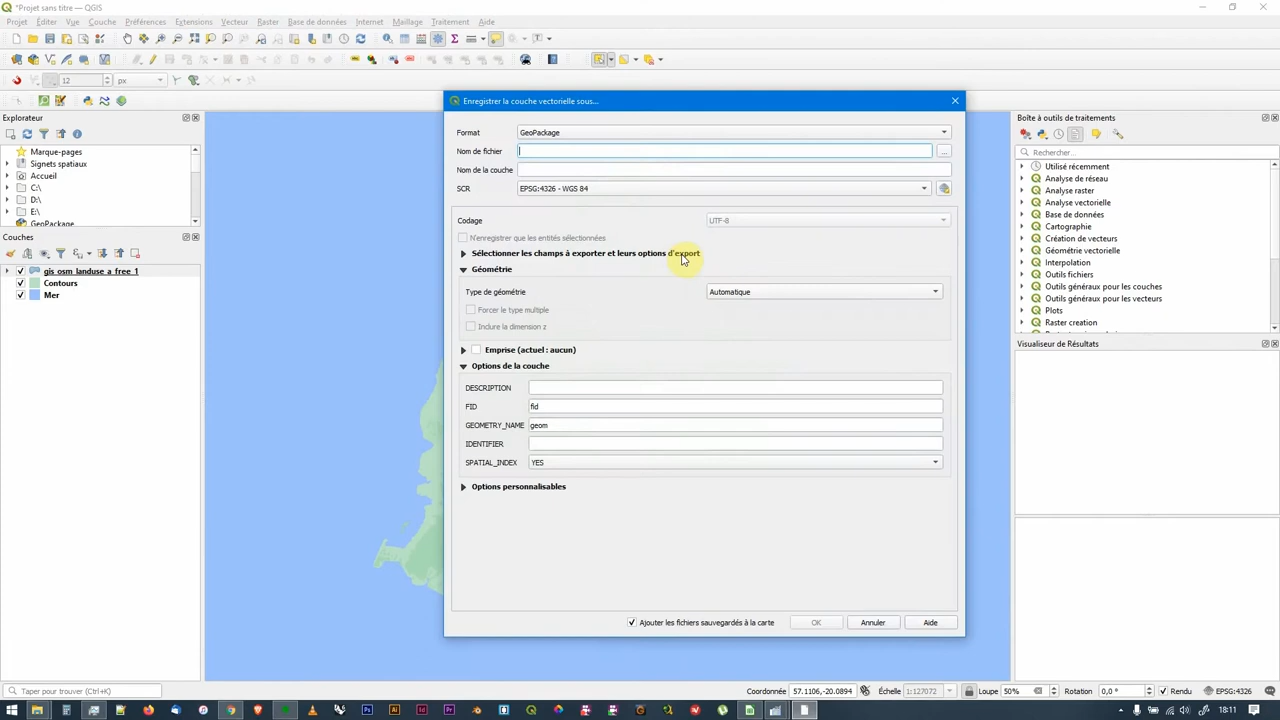 *Projet sans titre — QGIS
Projet Éditer Vue Couche Préférences Extensions Vecteur Raster Base de données Internet Maillage Traitement Aide
12 px
Explorateur
Marque-pages
Signets spatiaux
Accueil
C:\
D:\
E:\
GeoPackage
Couches
gis_osm_landuse_a_free_1
Contours
Mer
Enregistrer la couche vectorielle sous...
Format GeoPackage
Nom de fichier
...
Nom de la couche
SCR EPSG:4326 - WGS 84
Codage UTF-8
N'enregistrer que les entités sélectionnées
Sélectionner les champs à exporter et leurs options d'export
Géométrie
Type de géométrie Automatique
Forcer le type multiple
Inclure la dimension z
Emprise (actuel : aucun)
Options de la couche
DESCRIPTION
FID fid
GEOMETRY_NAME geom
IDENTIFIER
SPATIAL_INDEX YES
Options personnalisables
Ajouter les fichiers sauvegardés à la carte OK Annuler Aide
Boîte à outils de traitements
Rechercher...
Utilisé récemment
Analyse de réseau
Analyse raster
Analyse vectorielle
Base de données
Cartographie
Création de vecteurs
Géométrie vectorielle
Interpolation
Outils fichiers
Outils généraux pour les couches
Outils généraux pour les vecteurs
Plots
Raster creation
Visualiseur de Résultats
Taper pour trouver (Ctrl+K)
Coordonnée 57.1106,-20.0894 Échelle 1:127072 Loupe 50% Rotation 0,0 ° Rendu EPSG:4326
18:11